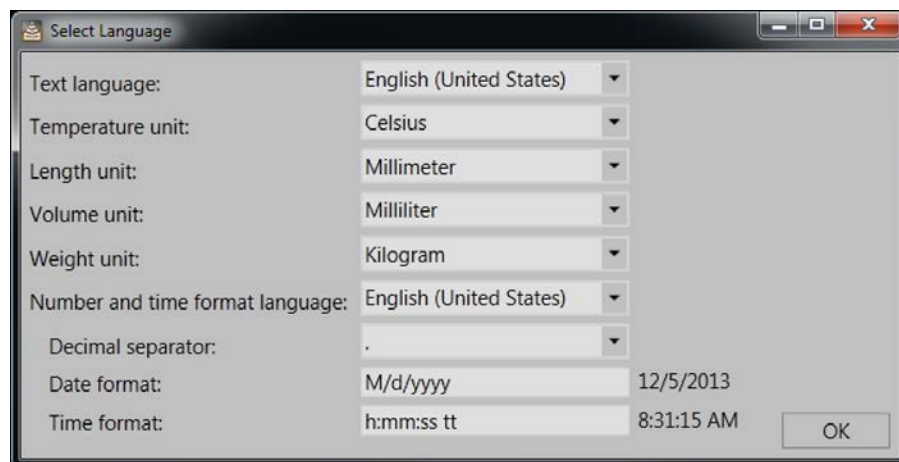 Select Language
Text language: English (United States)
Temperature unit: Celsius
Length unit: Millimeter
Volume unit: Milliliter
Weight unit: Kilogram
Number and time format language: English (United States)
Decimal separator: .
Date format: M/d/yyyy 12/5/2013
Time format: h:mm:ss tt 8:31:15 AM
OK